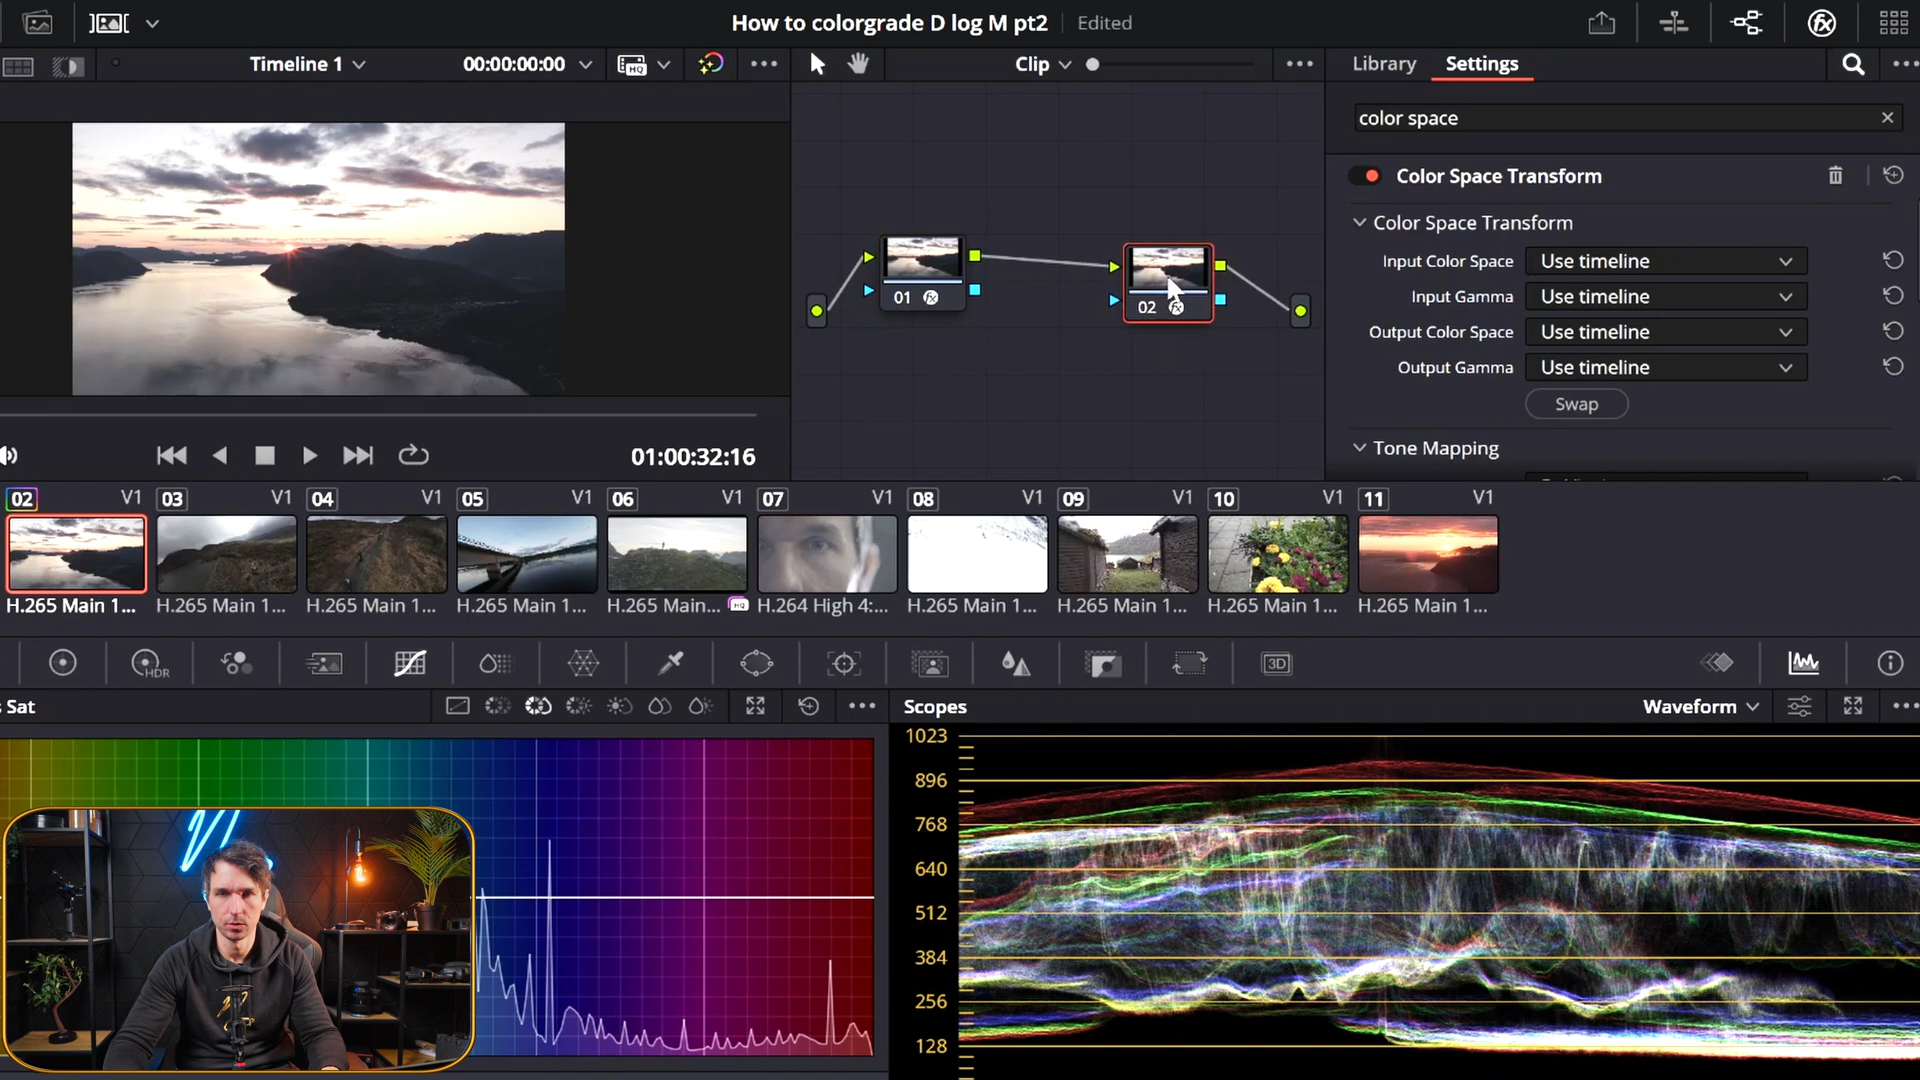 How to colorgrade D log M pt2 Edited
Timeline 1 00:00:00:00 HQ Clip Library Settings
color space
Color Space Transform
Color Space Transform
Input Color Space Use timeline
Input Gamma Use timeline
Output Color Space Use timeline
Output Gamma Use timeline
Swap
Tone Mapping
01
02
01:00:32:16
02 V1 03 V1 04 V1 05 V1 06 V1 07 V1 08 V1 09 V1 10 V1 11 V1
H.265 Main 1... H.265 Main 1... H.265 Main 1... H.265 Main 1... H.265 Main... HQ H.264 High 4:... H.265 Main 1... H.265 Main 1... H.265 Main 1... H.265 Main 1...
HDR 3D
Sat Scopes Waveform
1023
896
768
640
512
384
256
128